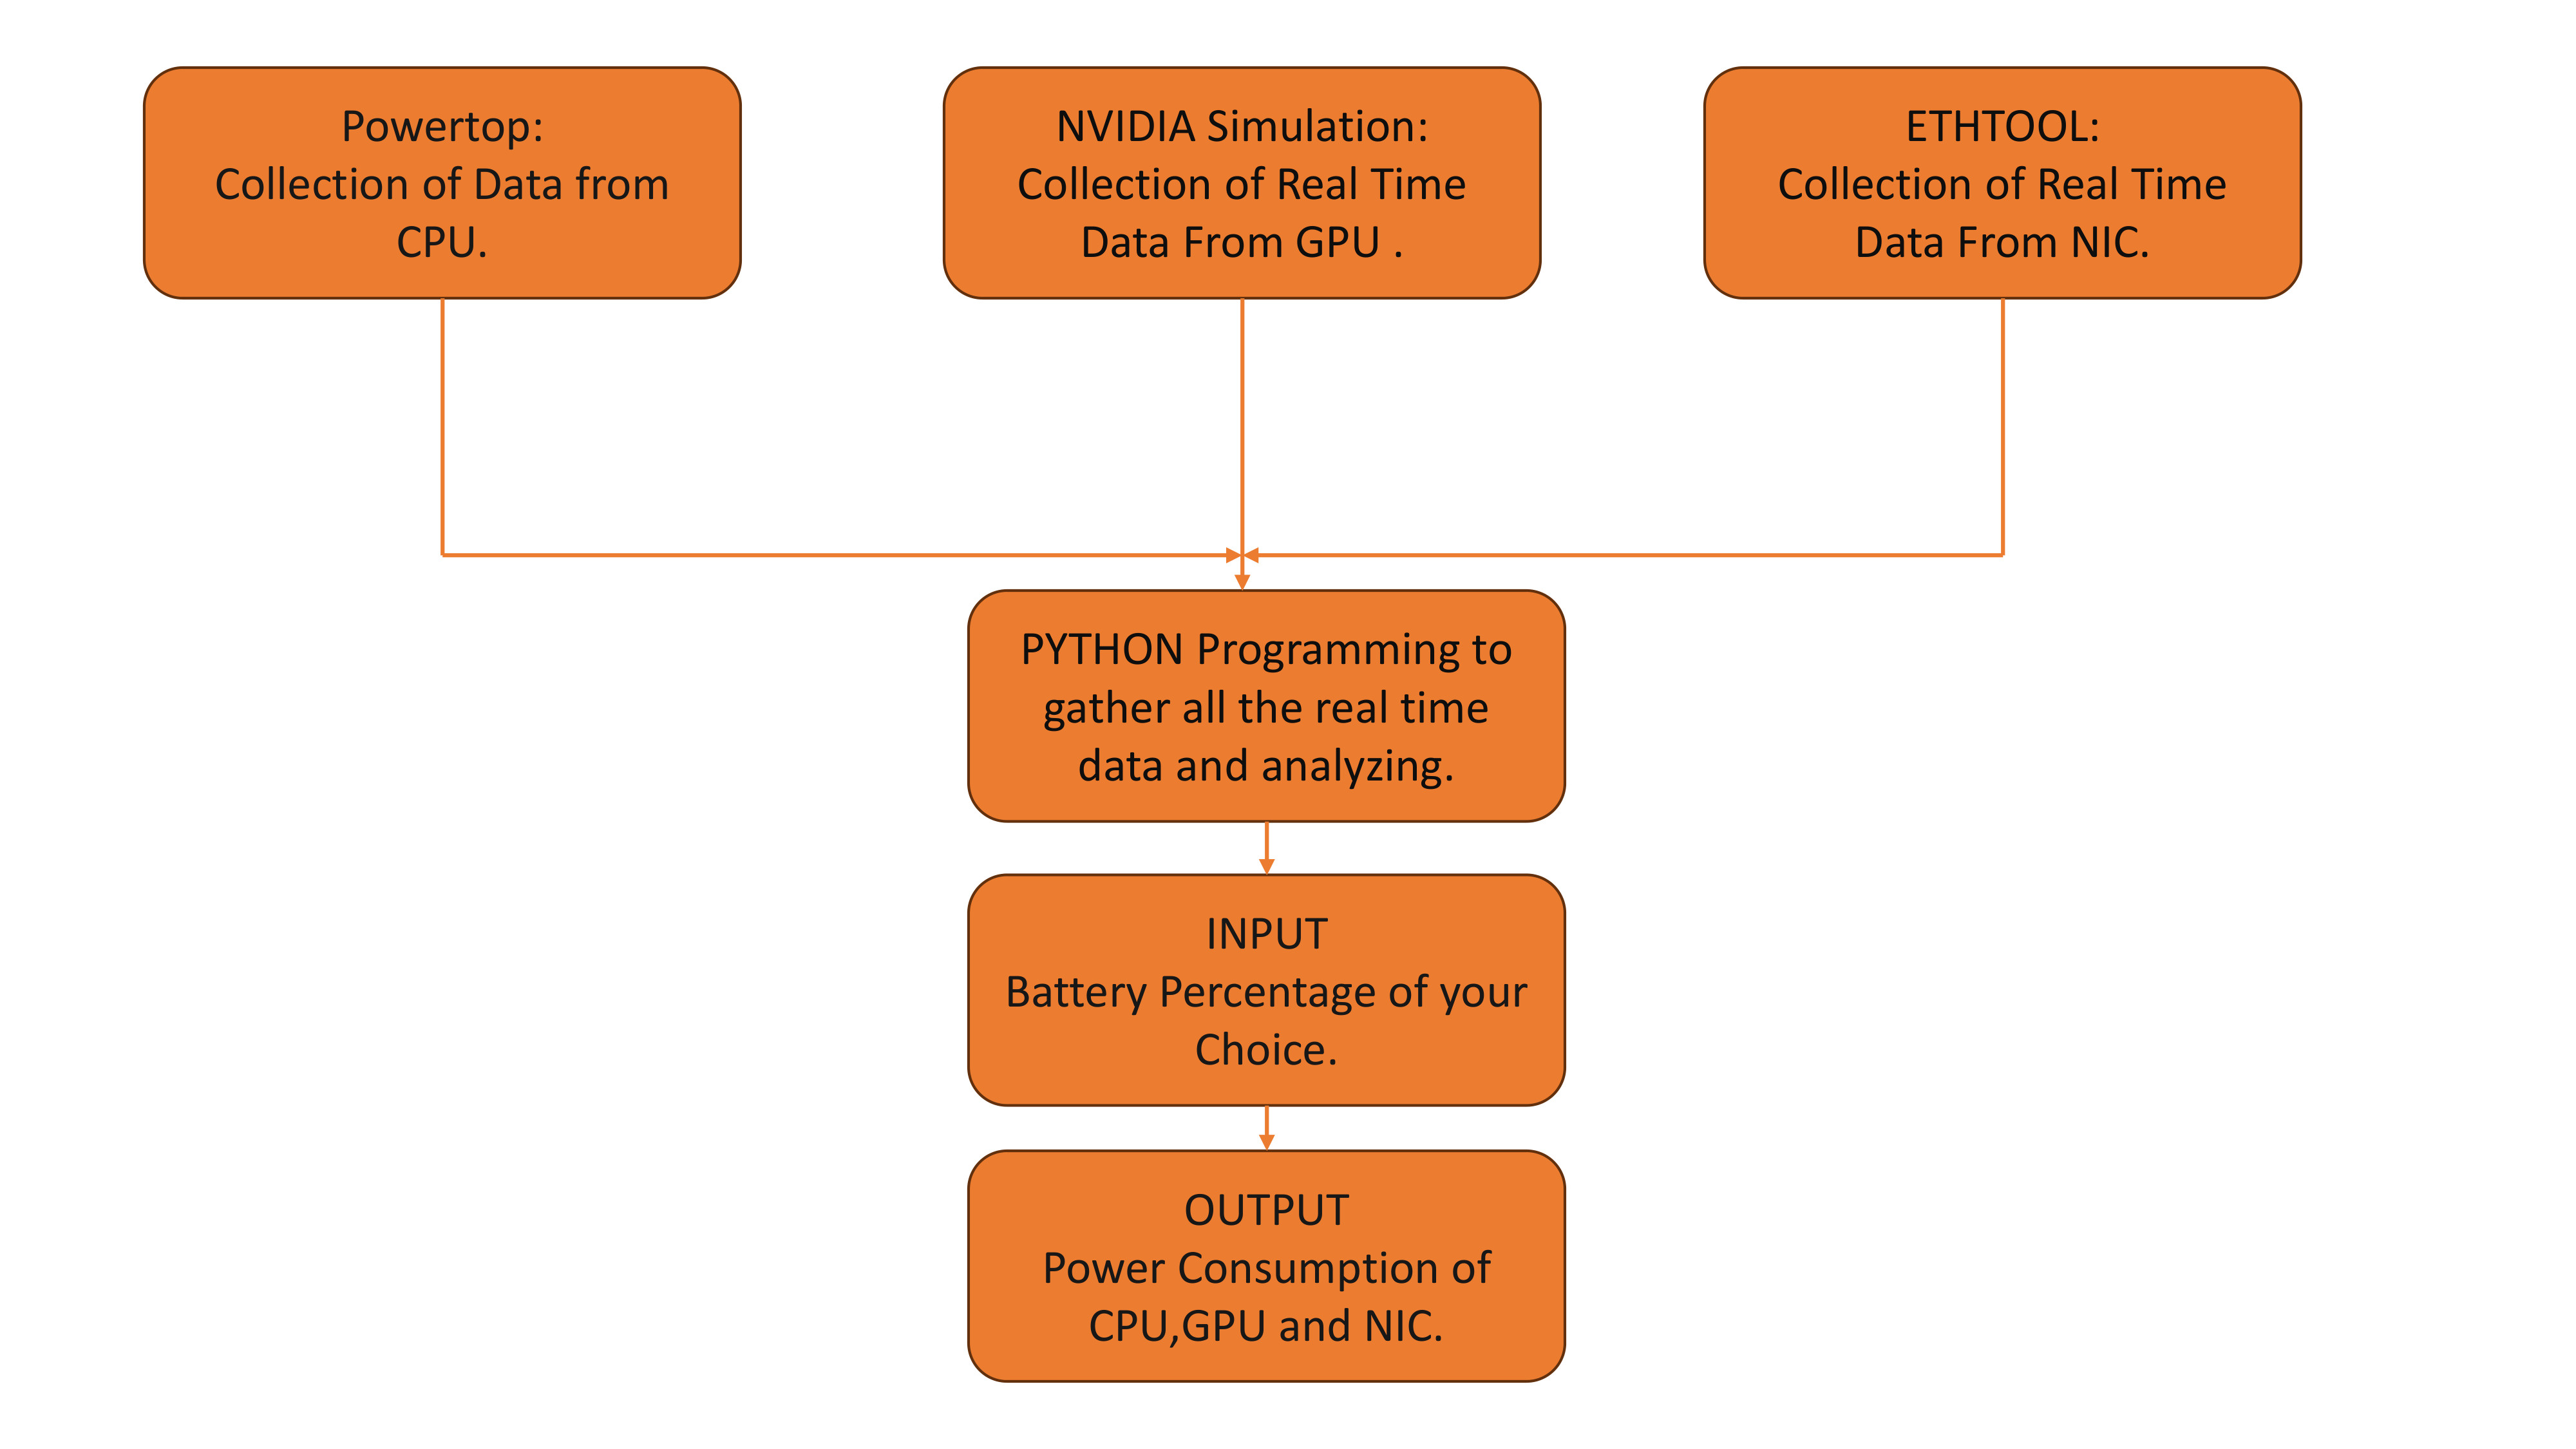 Powertop:
Collection of Data from
CPU.
NVIDIA Simulation:
Collection of Real Time
Data From GPU .
ETHTOOL:
Collection of Real Time
Data From NIC.
PYTHON Programming to
gather all the real time
data and analyzing.
INPUT
Battery Percentage of your
Choice.
OUTPUT
Power Consumption of
CPU,GPU and NIC.